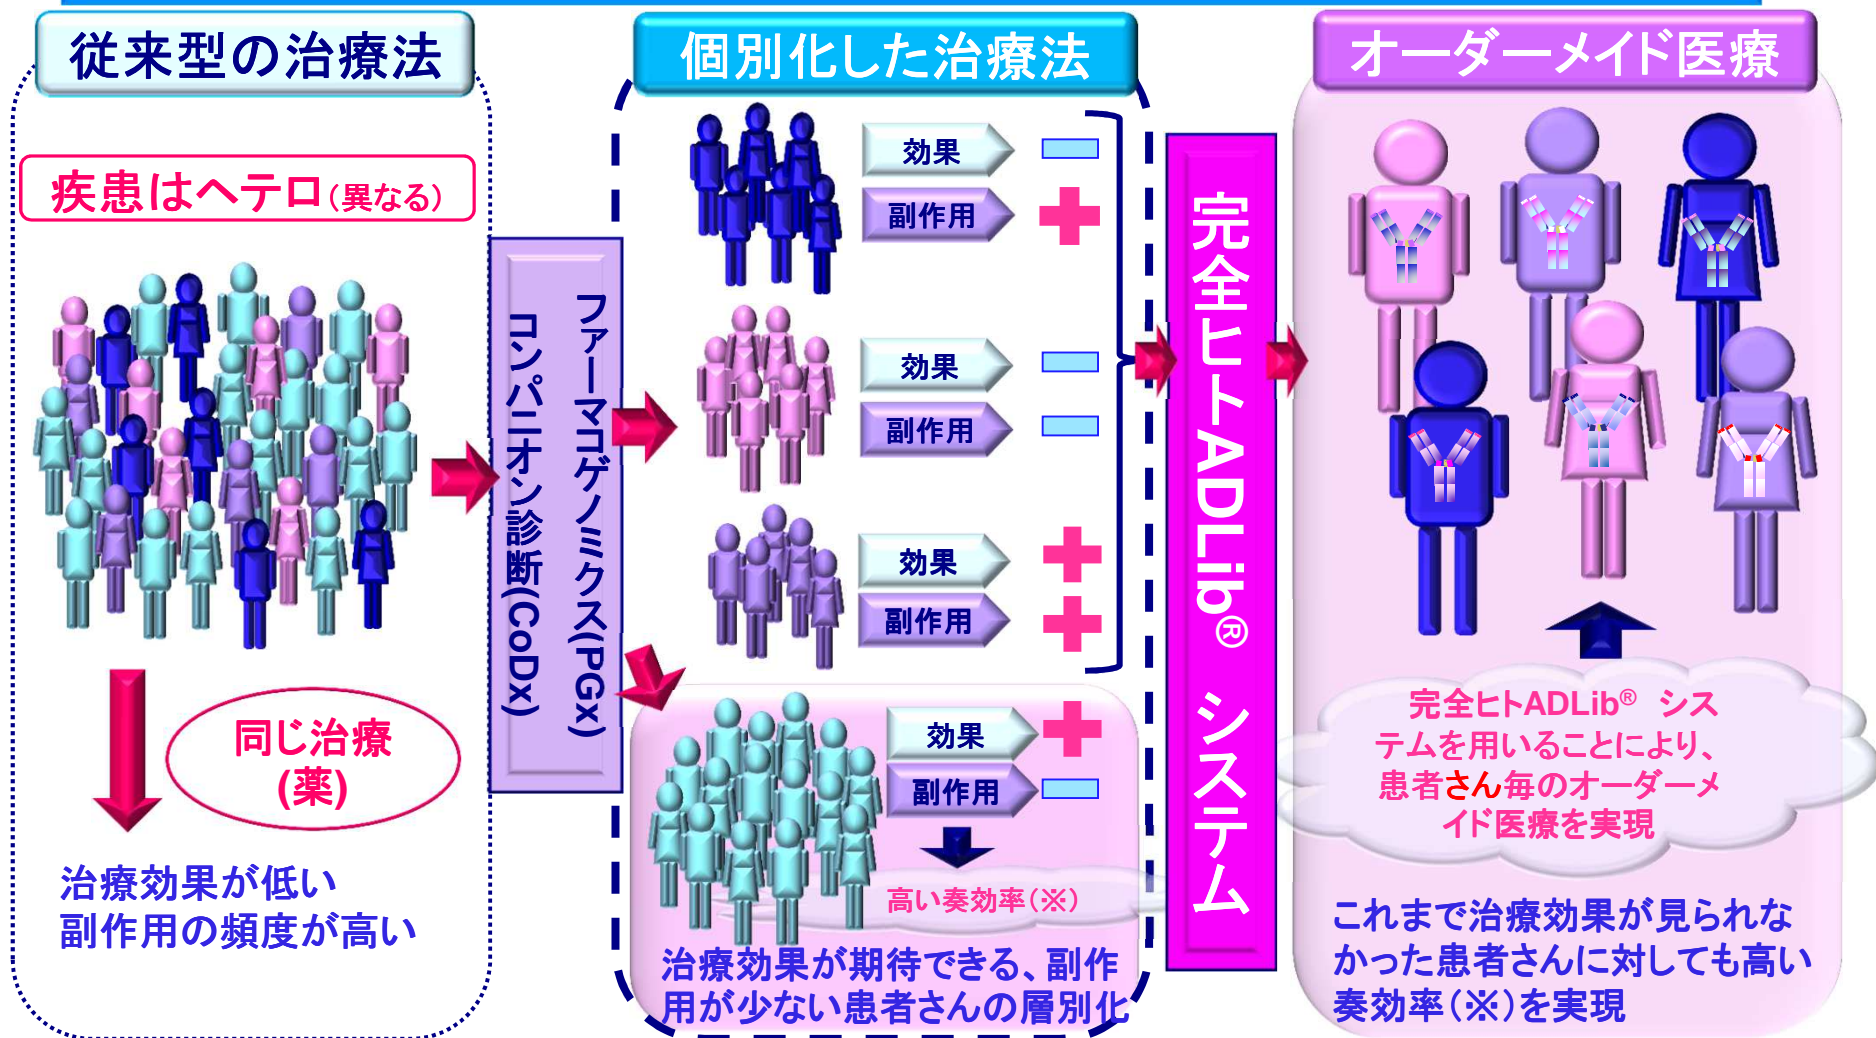 従来型の治療法
疾患はヘテロ(異なる)
同じ治療
(薬)
治療効果が低い
副作用の頻度が高い
ファーマコゲノミクス(PGx)
コンパニオン診断(CoDx)
個別化した治療法
効果
副作用
効果
副作用
効果
副作用
効果
副作用
高い奏効率(※)
治療効果が期待できる、副作
用が少ない患者さんの層別化
完全ヒトADLib® システム
オーダーメイド医療
完全ヒトADLib® シス
テムを用いることにより、
患者さん毎のオーダーメ
イド医療を実現
これまで治療効果が見られな
かった患者さんに対しても高い
奏効率(※)を実現